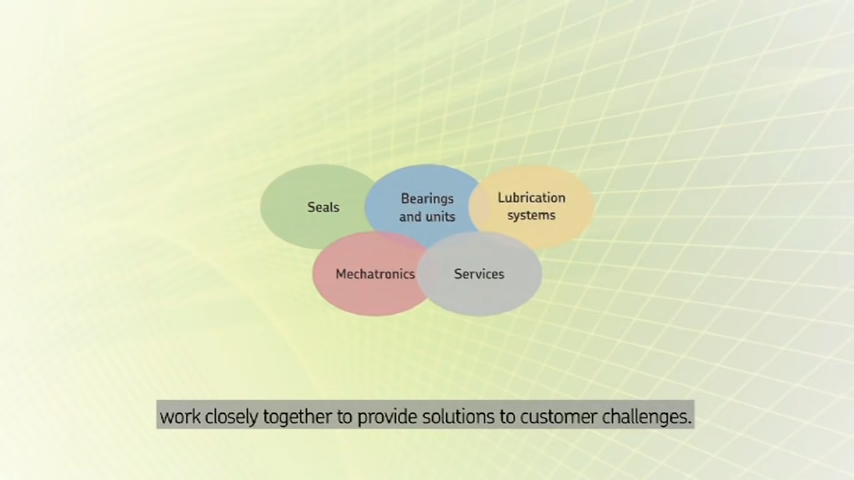 Seals
Bearings
and units
Lubrication
systems
Mechatronics
Services
work closely together to provide solutions to customer challenges.